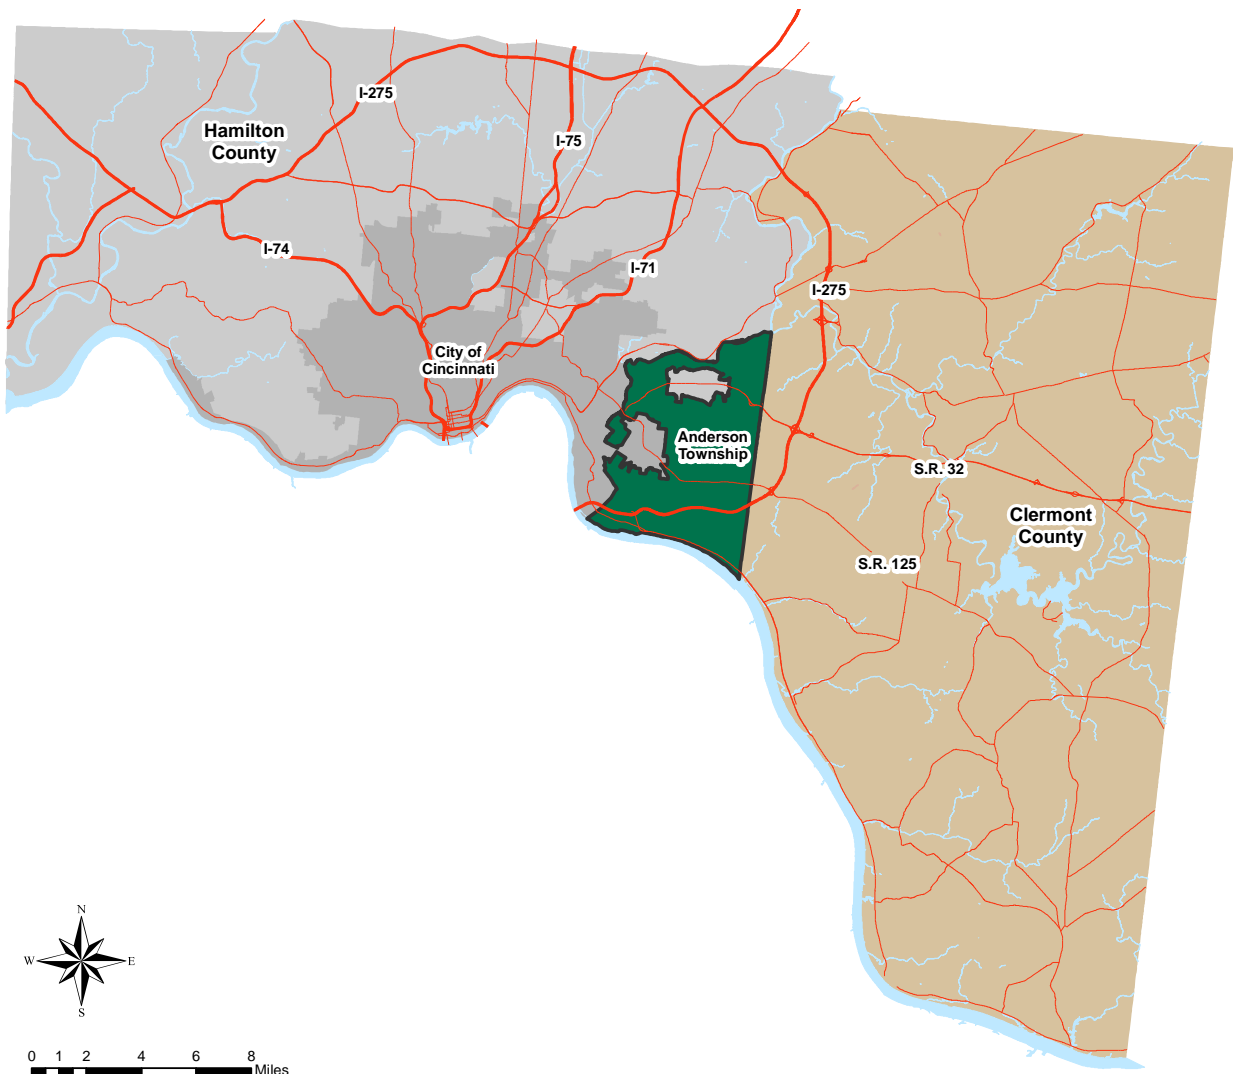 I-275
Hamilton
County
I-75
I-74
I-71
I-275
City of
Cincinnati
Anderson
Township
S.R. 32
Clermont
County
S.R. 125
N
W
E
S
0 1 2 4 6 8
Miles